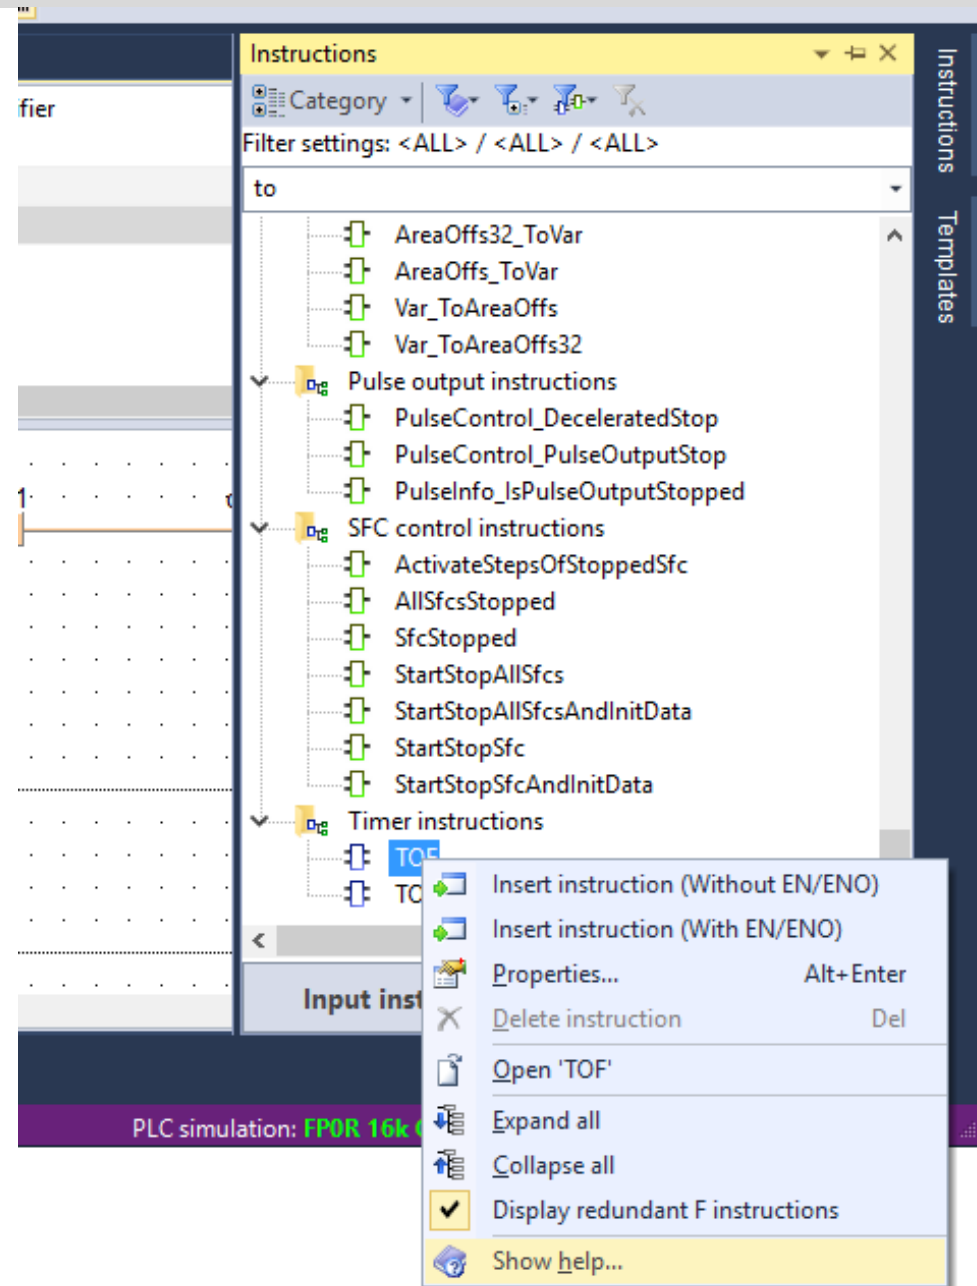 Instructions
Category
Filter settings: <ALL> / <ALL> / <ALL>
to
AreaOffs32_ToVar
AreaOffs_ToVar
Var_ToAreaOffs
Var_ToAreaOffs32
Pulse output instructions
PulseControl_DeceleratedStop
PulseControl_PulseOutputStop
PulseInfo_IsPulseOutputStopped
SFC control instructions
ActivateStepsOfStoppedSfc
AllSfcsStopped
SfcStopped
StartStopAllSfcs
StartStopAllSfcsAndInitData
StartStopSfc
StartStopSfcAndInitData
Timer instructions
TOF
Input
Insert instruction (Without EN/ENO)
Insert instruction (With EN/ENO)
Properties... Alt+Enter
Delete instruction Del
Open 'TOF'
Expand all
Collapse all
Display redundant F instructions
Show help...
PLC simulation: FP0R 16k
Instructions
Templates